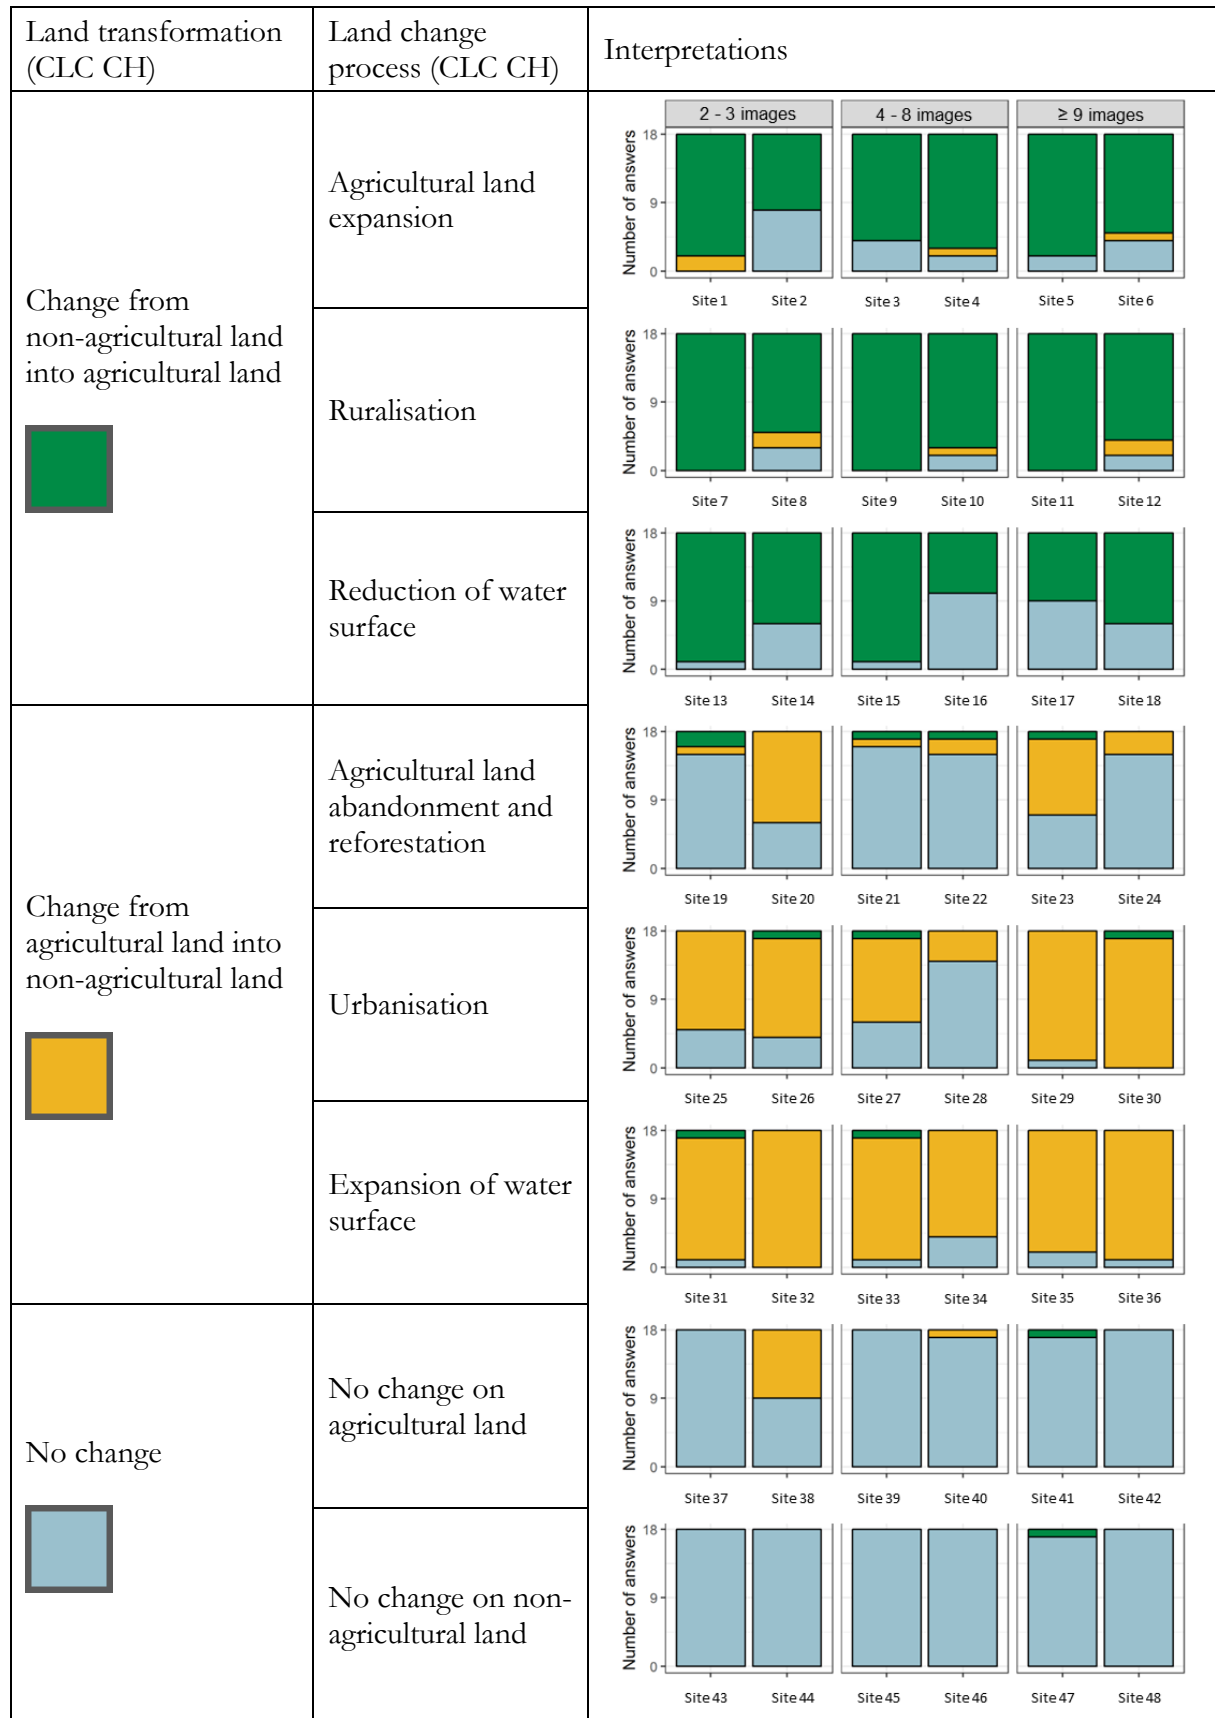 Land transformation
(CLC CH)
Land change
process (CLC CH)
Interpretations
Change from
non-agricultural land
into agricultural land
Agricultural land
expansion
2 - 3 images
4 - 8 images
≥ 9 images
Number of answers
18
9
0
Site 1
Site 2
Site 3
Site 4
Site 5
Site 6
Ruralisation
Number of answers
18
9
0
Site 7
Site 8
Site 9
Site 10
Site 11
Site 12
Reduction of water
surface
Number of answers
18
9
0
Site 13
Site 14
Site 15
Site 16
Site 17
Site 18
Change from
agricultural land into
non-agricultural land
Agricultural land
abandonment and
reforestation
Number of answers
18
9
0
Site 19
Site 20
Site 21
Site 22
Site 23
Site 24
Urbanisation
Number of answers
18
9
0
Site 25
Site 26
Site 27
Site 28
Site 29
Site 30
Expansion of water
surface
Number of answers
18
9
0
Site 31
Site 32
Site 33
Site 34
Site 35
Site 36
No change
No change on
agricultural land
Number of answers
18
9
0
Site 37
Site 38
Site 39
Site 40
Site 41
Site 42
No change on non-
agricultural land
Number of answers
18
9
0
Site 43
Site 44
Site 45
Site 46
Site 47
Site 48